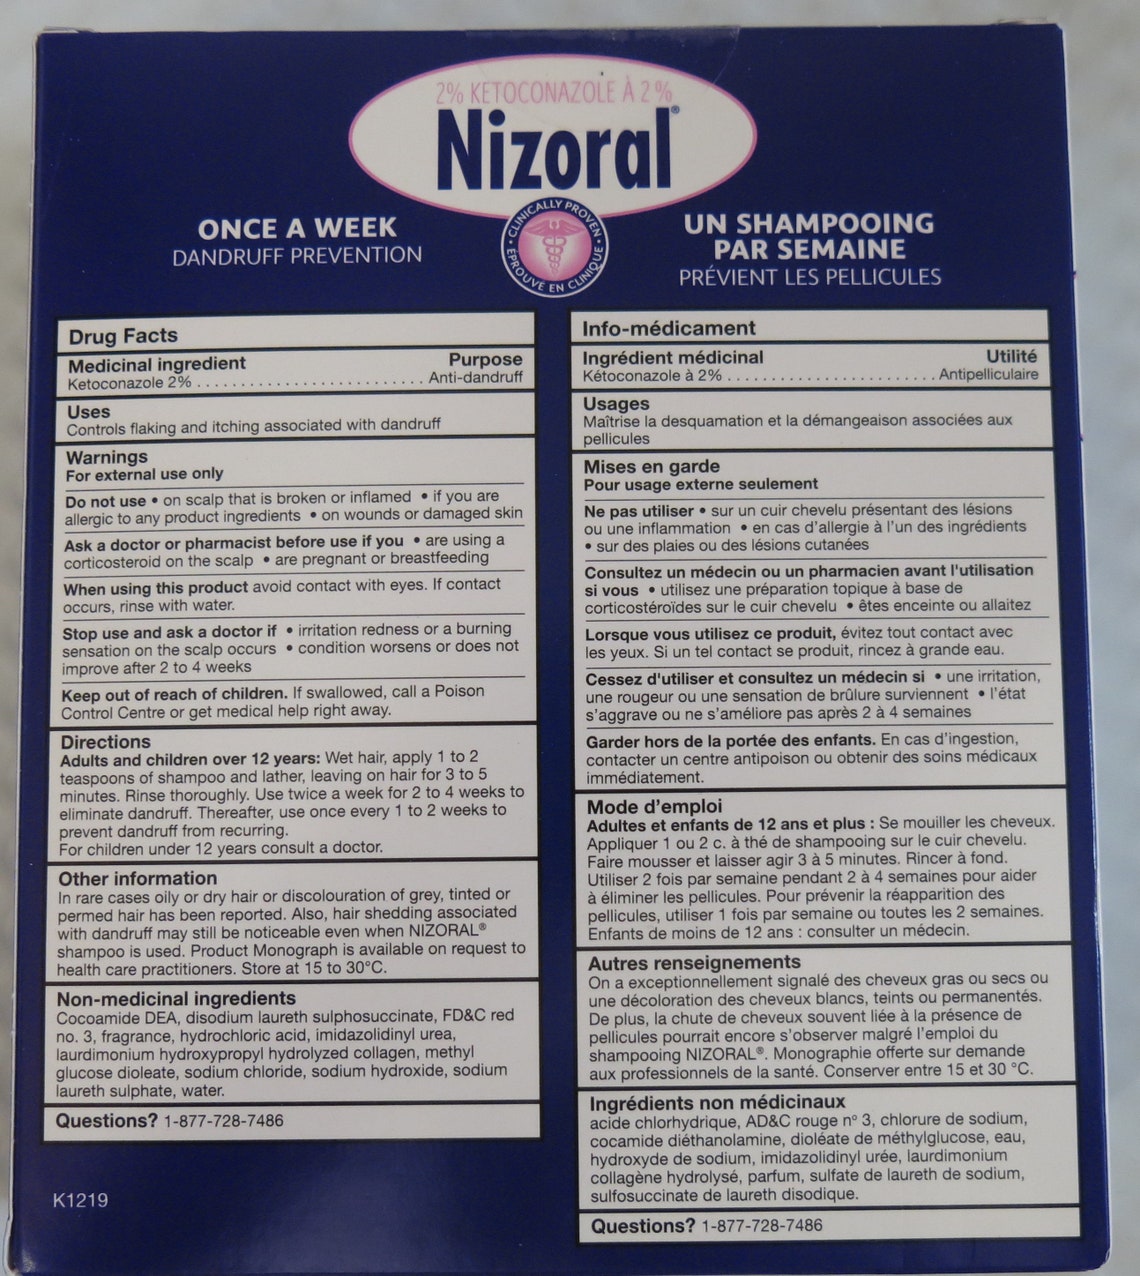 2% KETOCONAZOLE À 2%
Nizoral®
• CLINICALLY PROVEN •
ÉPROUVÉ EN CLINIQUE
ONCE A WEEK
DANDRUFF PREVENTION
UN SHAMPOOING
PAR SEMAINE
PRÉVIENT LES PELLICULES
Drug Facts
Medicinal ingredient Purpose
Ketoconazole 2% . . . . . . . . . . . . . . . . . . . . . . . . . . Anti-dandruff
Uses
Controls flaking and itching associated with dandruff
Warnings
For external use only
Do not use • on scalp that is broken or inflamed • if you are
allergic to any product ingredients • on wounds or damaged skin
Ask a doctor or pharmacist before use if you • are using a
corticosteroid on the scalp • are pregnant or breastfeeding
When using this product avoid contact with eyes. If contact
occurs, rinse with water.
Stop use and ask a doctor if • irritation redness or a burning
sensation on the scalp occurs • condition worsens or does not
improve after 2 to 4 weeks
Keep out of reach of children. If swallowed, call a Poison
Control Centre or get medical help right away.
Directions
Adults and children over 12 years: Wet hair, apply 1 to 2
teaspoons of shampoo and lather, leaving on hair for 3 to 5
minutes. Rinse thoroughly. Use twice a week for 2 to 4 weeks to
eliminate dandruff. Thereafter, use once every 1 to 2 weeks to
prevent dandruff from recurring.
For children under 12 years consult a doctor.
Other information
In rare cases oily or dry hair or discolouration of grey, tinted or
permed hair has been reported. Also, hair shedding associated
with dandruff may still be noticeable even when NIZORAL®
shampoo is used. Product Monograph is available on request to
health care practitioners. Store at 15 to 30°C.
Non-medicinal ingredients
Cocoamide DEA, disodium laureth sulphosuccinate, FD&C red
no. 3, fragrance, hydrochloric acid, imidazolidinyl urea,
laurdimonium hydroxypropyl hydrolyzed collagen, methyl
glucose dioleate, sodium chloride, sodium hydroxide, sodium
laureth sulphate, water.
Questions? 1-877-728-7486
K1219
Info-médicament
Ingrédient médicinal Utilité
Kétoconazole à 2% . . . . . . . . . . . . . . . . . . . . . . . . Antipelliculaire
Usages
Maîtrise la desquamation et la démangeaison associées aux
pellicules
Mises en garde
Pour usage externe seulement
Ne pas utiliser • sur un cuir chevelu présentant des lésions
ou une inflammation • en cas d'allergie à l'un des ingrédients
• sur des plaies ou des lésions cutanées
Consultez un médecin ou un pharmacien avant l'utilisation
si vous • utilisez une préparation topique à base de
corticostéroïdes sur le cuir chevelu • êtes enceinte ou allaitez
Lorsque vous utilisez ce produit, évitez tout contact avec
les yeux. Si un tel contact se produit, rincez à grande eau.
Cessez d'utiliser et consultez un médecin si • une irritation,
une rougeur ou une sensation de brûlure surviennent • l'état
s'aggrave ou ne s'améliore pas après 2 à 4 semaines
Garder hors de la portée des enfants. En cas d'ingestion,
contacter un centre antipoison ou obtenir des soins médicaux
immédiatement.
Mode d'emploi
Adultes et enfants de 12 ans et plus : Se mouiller les cheveux.
Appliquer 1 ou 2 c. à thé de shampooing sur le cuir chevelu.
Faire mousser et laisser agir 3 à 5 minutes. Rincer à fond.
Utiliser 2 fois par semaine pendant 2 à 4 semaines pour aider
à éliminer les pellicules. Pour prévenir la réapparition des
pellicules, utiliser 1 fois par semaine ou toutes les 2 semaines.
Enfants de moins de 12 ans : consulter un médecin.
Autres renseignements
On a exceptionnellement signalé des cheveux gras ou secs ou
une décoloration des cheveux blancs, teints ou permanentés.
De plus, la chute de cheveux souvent liée à la présence de
pellicules pourrait encore s'observer malgré l'emploi du
shampooing NIZORAL®. Monographie offerte sur demande
aux professionnels de la santé. Conserver entre 15 et 30 °C.
Ingrédients non médicinaux
acide chlorhydrique, AD&C rouge nº 3, chlorure de sodium,
cocamide diéthanolamine, dioléate de méthylglucose, eau,
hydroxyde de sodium, imidazolidinyl urée, laurdimonium
collagène hydrolysé, parfum, sulfate de laureth de sodium,
sulfosuccinate de laureth disodique.
Questions? 1-877-728-7486